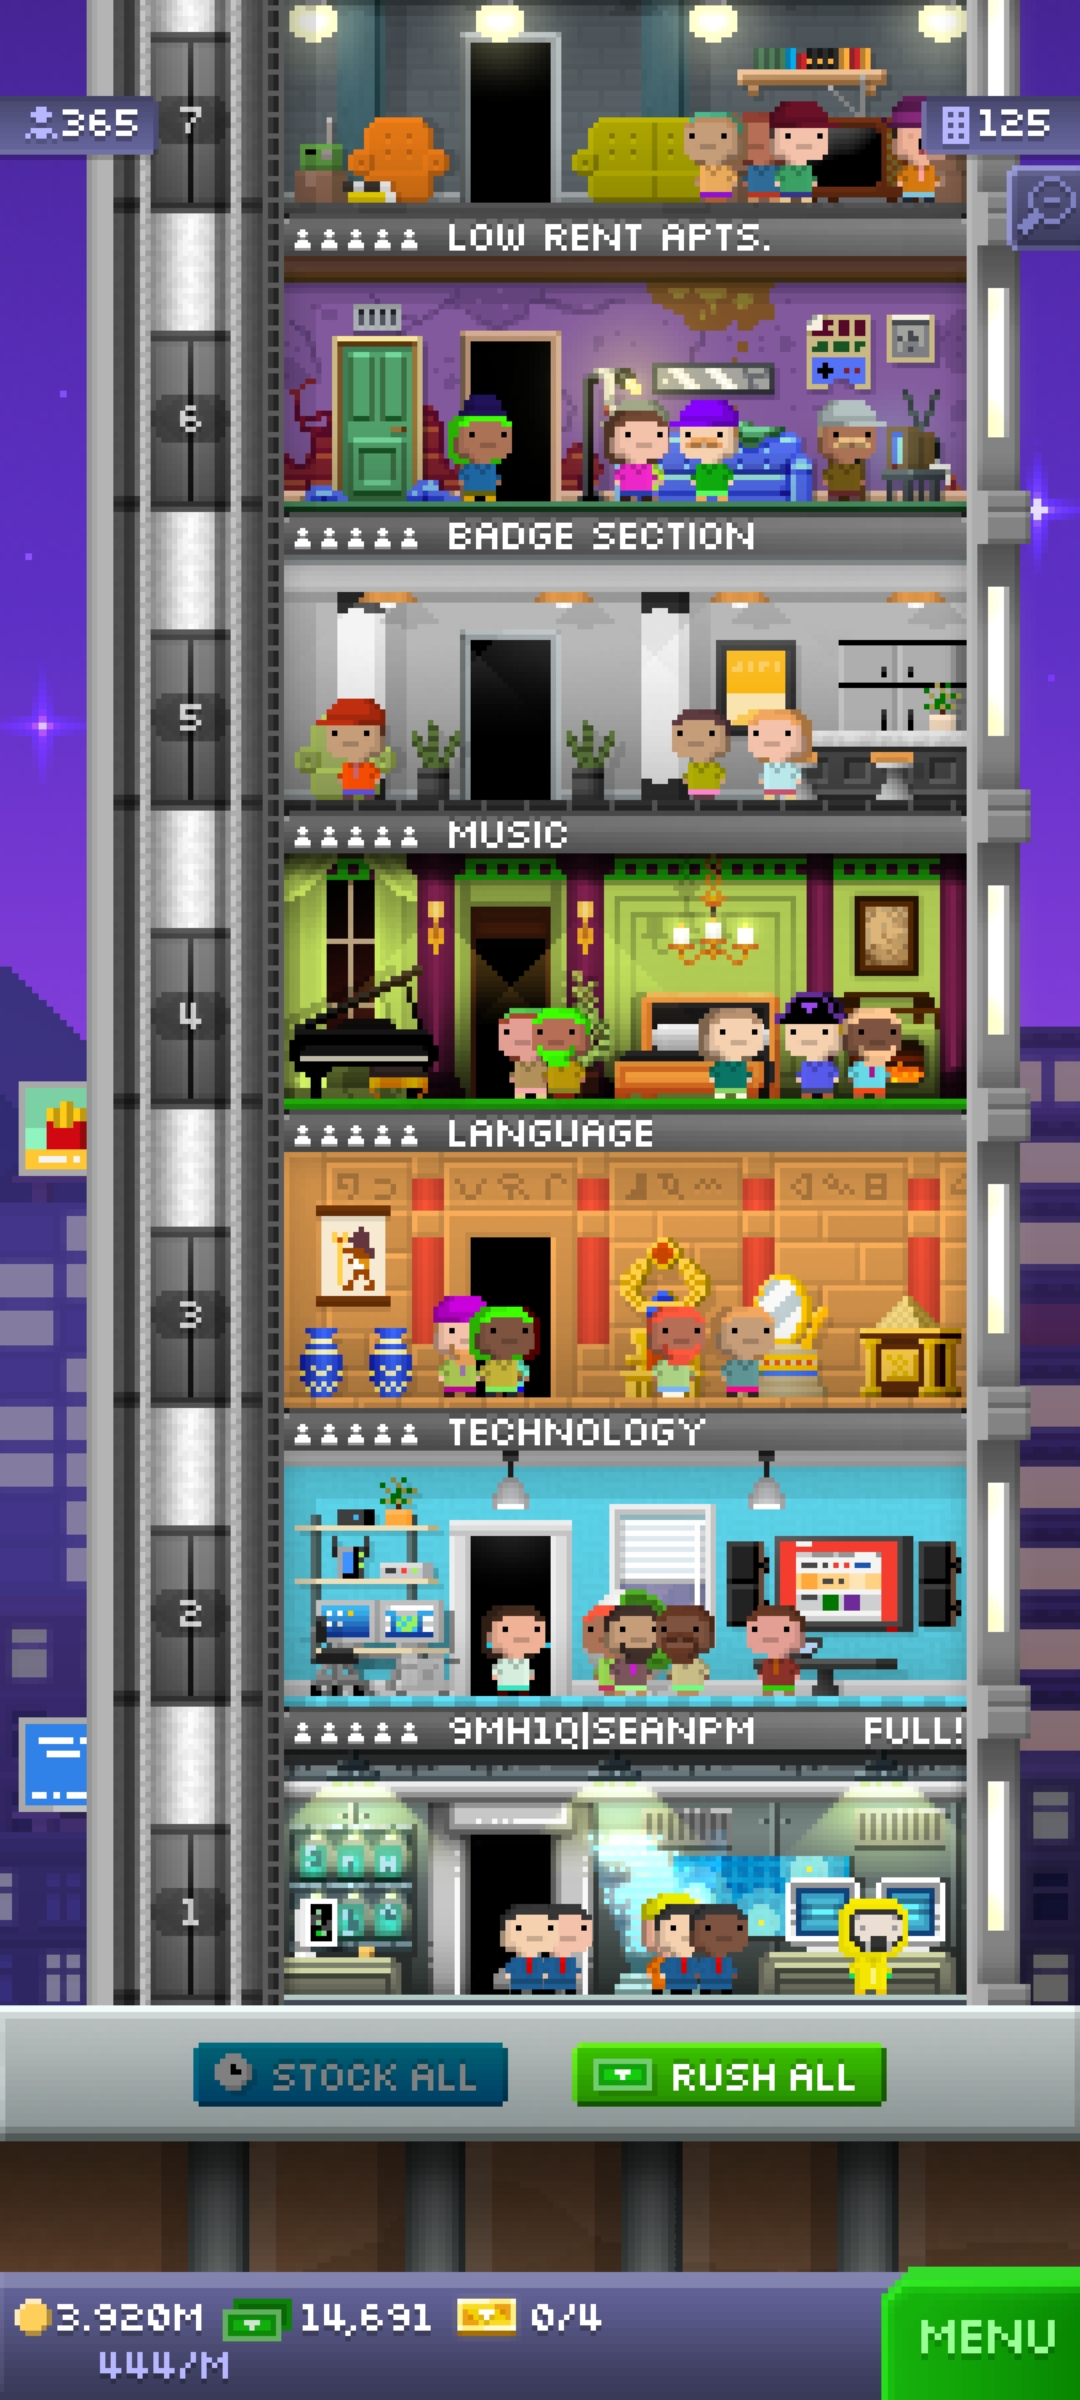 7
365
125
LOW RENT APTS.
6
BADGE SECTION
5
MUSIC
4
LANGUAGE
3
TECHNOLOGY
2
9MH1Q|SEANPM FULL!
1
STOCK ALL
RUSH ALL
3.920M 14,691 0/4
444/M
MENU